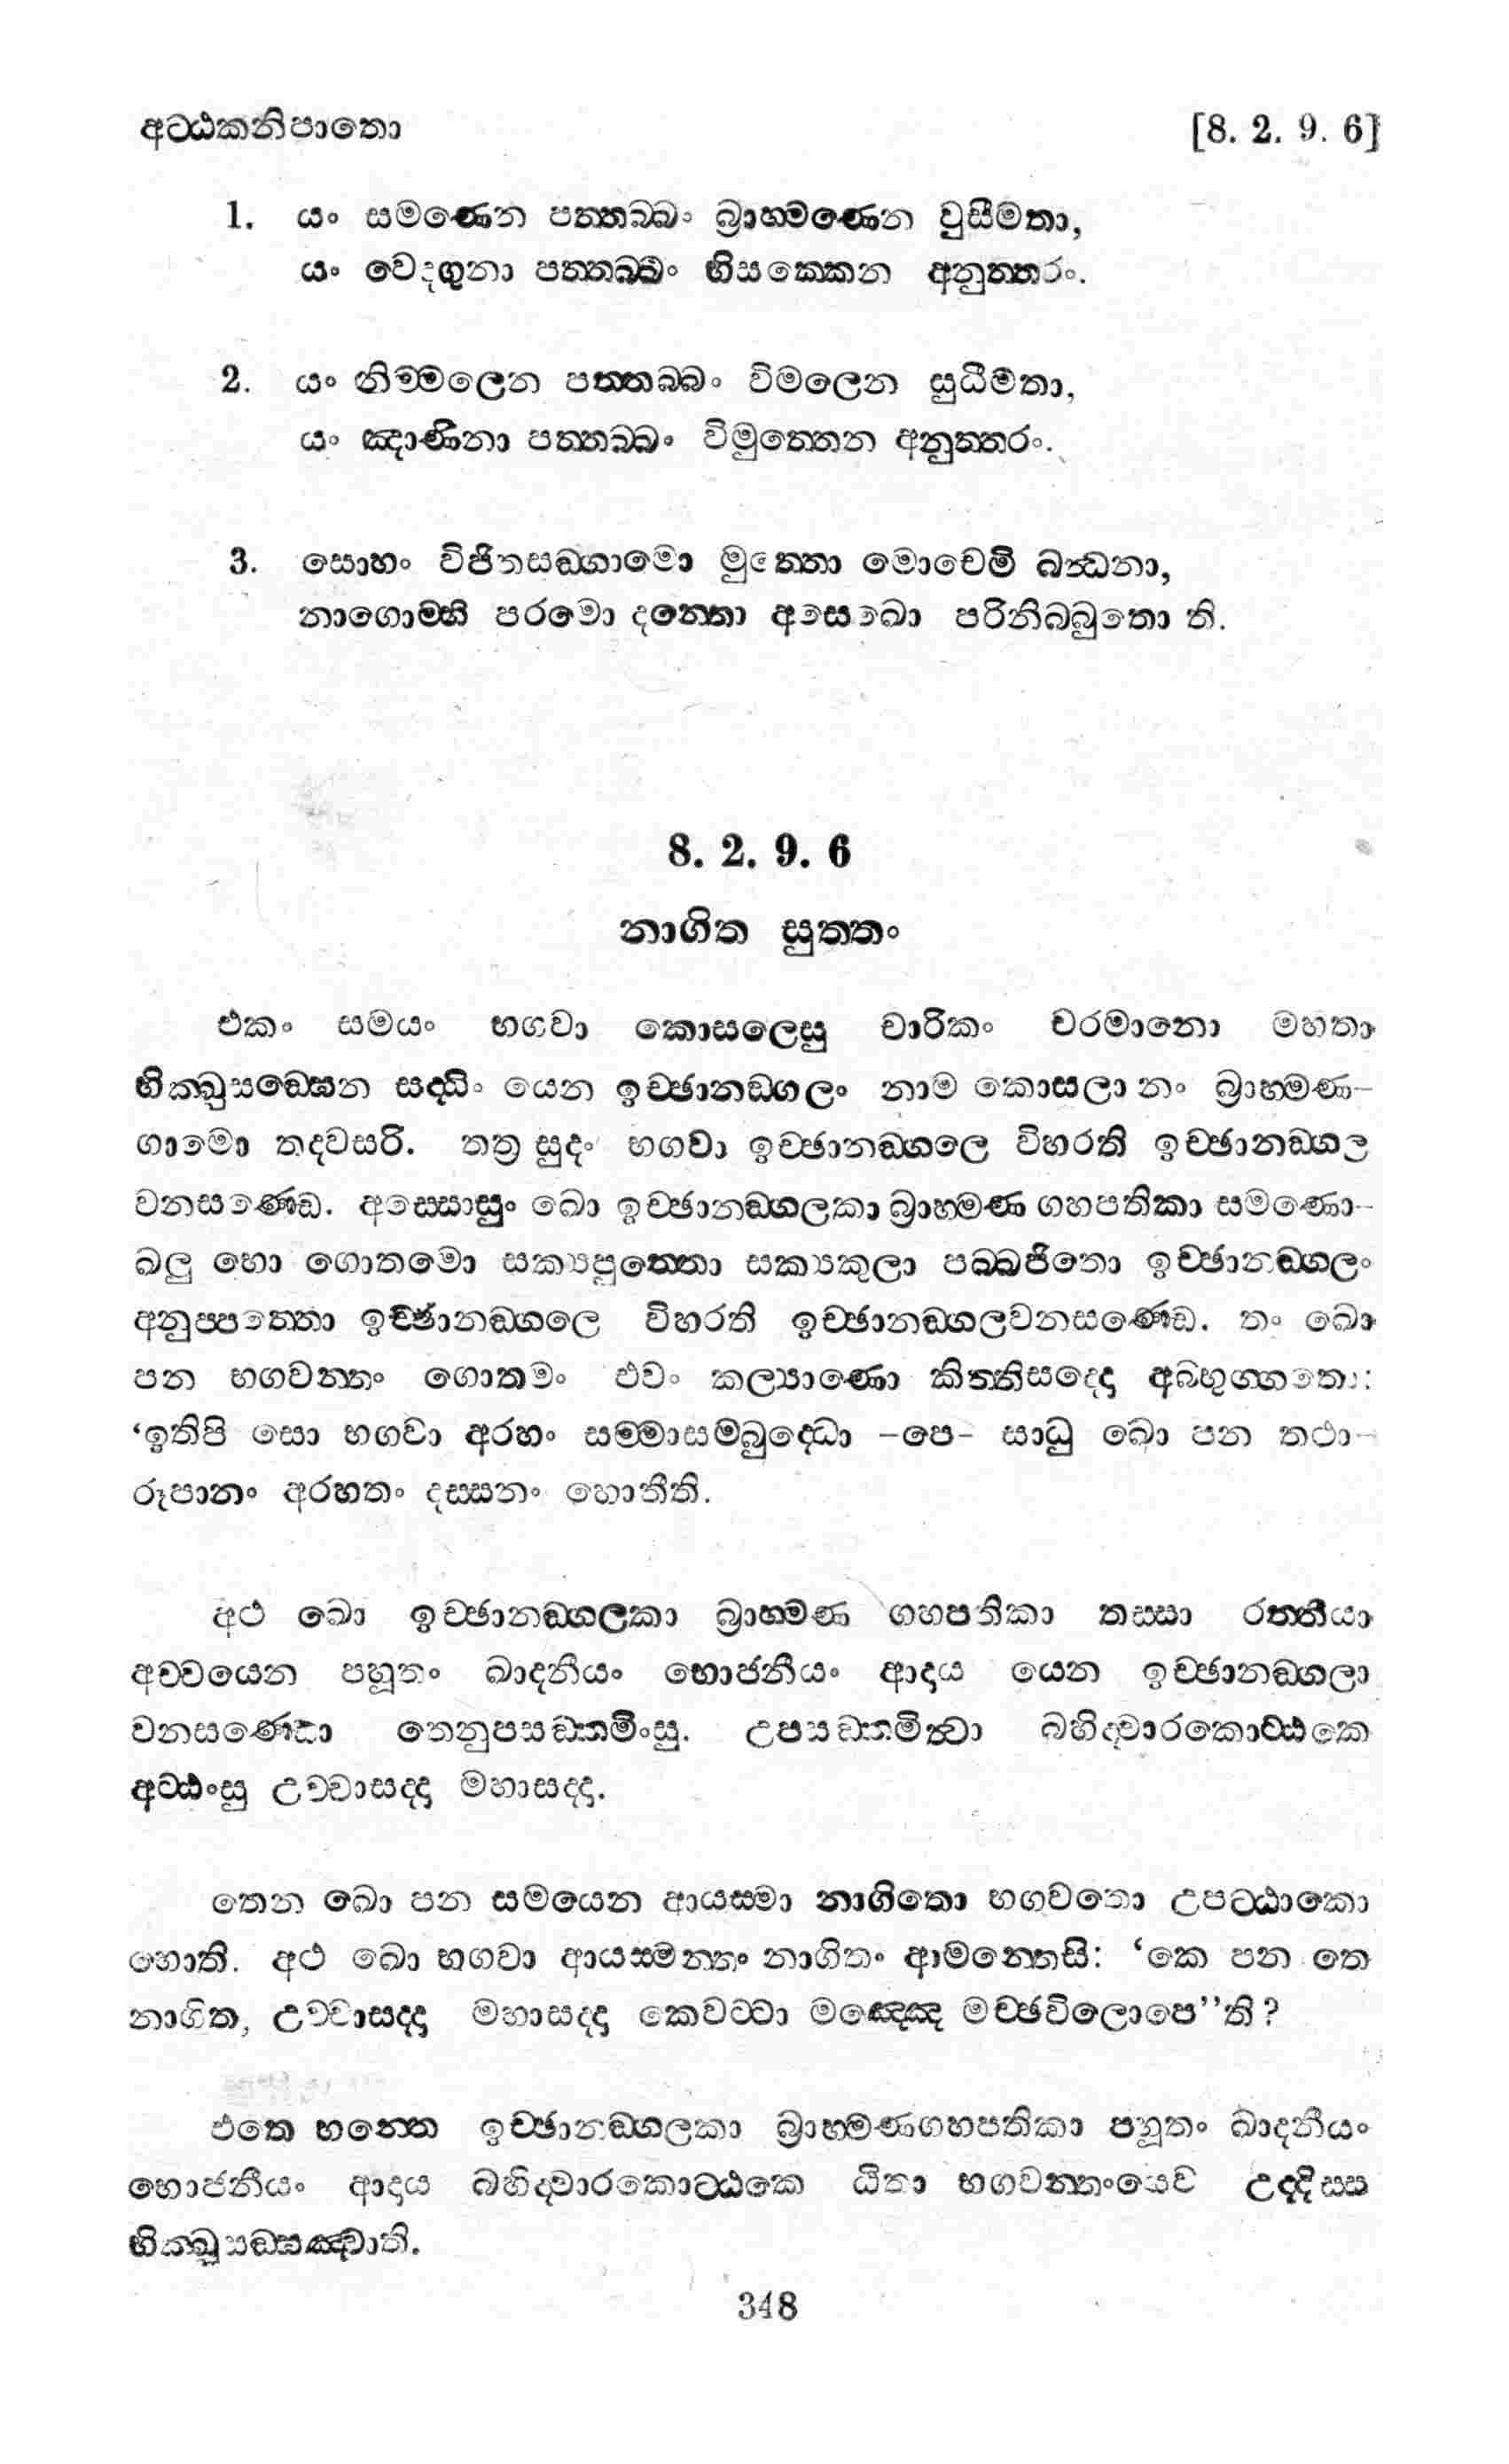 අට්ඨකනිපාතො [8. 2. 9. 6]
1. යං සමණෙන පත්තබ්බං බ්‍රාහ්මණෙන වුසීමතා,
යං වෙදගුනා පත්තබ්බං භිසක්කෙන අනුත්තරං.
2. යං නිම්මලෙන පත්තබ්බං විමලෙන සුචීමතා,
යං ඤාණිනා පත්තබ්බං විමුත්තෙන අනුත්තරං.
3. සොහං විජිතසඞ්ගාමො මුත්තො මොචෙමි බන්ධනා,
නාගොම්හි පරමො දන්තො අසෙඛො පරිනිබ්බුතො ති.
8. 2. 9. 6
නාගිත සුත්තං
එකං සමයං භගවා කොසලෙසු චාරිකං චරමානො මහතා
භික්ඛුසඞ්ඝෙන සද්ධිං යෙන ඉච්ඡානඞ්ගලං නාම කොසලානං බ්‍රාහ්මණ-
ගාමො තදවසරි. තත්‍ර සුදං භගවා ඉච්ඡානඞ්ගලෙ විහරති ඉච්ඡානඞ්ගල
වනසණ්ඩෙ. අස්සොසුං ඛො ඉච්ඡානඞ්ගලකා බ්‍රාහ්මණ ගහපතිකා සමණො-
ඛලු භො ගොතමො සක්‍යපුත්තො සක්‍යකුලා පබ්බජිතො ඉච්ඡානඞ්ගලං
අනුප්පත්තො ඉච්ඡානඞ්ගලෙ විහරති ඉච්ඡානඞ්ගලවනසණ්ඩෙ. තං ඛො
පන භගවන්තං ගොතමං එවං කල්‍යාණො කිත්තිසද්දො අබ්භුග්ගතො:
‘ඉතිපි සො භගවා අරහං සම්මාසම්බුද්ධො -පෙ- සාධු ඛො පන තථා-
රූපානං අරහතං දස්සනං හොතීති.
අථ ඛො ඉච්ඡානඞ්ගලකා බ්‍රාහ්මණ ගහපතිකා තස්සා රත්තියා
අච්චයෙන පහූතං ඛාදනීයං භොජනීයං ආදාය යෙන ඉච්ඡානඞ්ගලා
වනසණ්ඩො තෙනුපසඞ්කමිංසු. උපසඞ්කමිත්‍වා බහිද්වාරකොට්ඨකෙ
අට්ඨංසු උච්චාසද්දා මහාසද්දා.
තෙන ඛො පන සමයෙන ආයස්මා නාගිතො භගවතො උපට්ඨාකො
හොති. අථ ඛො භගවා ආයස්මන්තං නාගිතං ආමන්තෙසි: ‘කෙ පන තෙ
නාගිත, උච්චාසද්දා මහාසද්දා කෙවට්ටා මඤ්ඤෙ මච්ඡවිලොපෙ”ති?
එතෙ භන්තෙ ඉච්ඡානඞ්ගලකා බ්‍රාහ්මණගහපතිකා පහූතං ඛාදනීයං
භොජනීයං ආදාය බහිද්වාරකොට්ඨකෙ ඨිතා භගවන්තංයෙව උද්දිස්ස
භික්ඛූසඞ්ඝඤ්චාති.
348